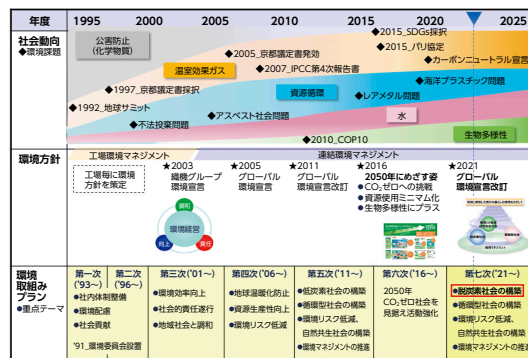 年度
1995
2000
2005
2010
2015
2020
2025
社会動向
◆環境課題
公害防止
(化学物質)
◆2015_SDGs採択
◆2015_パリ協定
◆カーボンニュートラル宣言
◆2005_京都議定書発効
◆2007_IPCC第4次報告書
温室効果ガス
◆海洋プラスチック問題
◆1997_京都議定書採択
資源循環
◆レアメタル問題
◆1992_地球サミット
◆アスベスト社会問題
水
◆不法投棄問題
◆2010_COP10
生物多様性
環境方針
工場環境マネジメント
連結環境マネジメント
工場毎に環境
方針を策定
★2003
織機グループ
環境宣言
★2005
グローバル
環境宣言
★2011
グローバル
環境宣言改訂
★2016
2050年にめざす姿
●CO₂ゼロへの挑戦
●資源使用ミニマム化
●生物多様性にプラス
★2021
グローバル
環境宣言改訂
調和
環境経営
向上
責任
環境
取組み
プラン
●重点テーマ
第一次
('93～)
第二次
('96～)
●社内体制整備
●環境配慮
●社会貢献
'91_環境委員会設置
第三次('01～)
●環境効率向上
●社会的責任遂行
●地域社会と調和
第四次('06～)
●地球温暖化防止
●資源生産性向上
●環境リスク低減
第五次('11～)
●低炭素社会の構築
●循環型社会の構築
●環境リスク低減、
自然共生社会の構築
●環境マネジメントの推進
第六次('16～)
2050年
CO₂ゼロ社会を
見据え活動強化
第七次('21～)
●脱炭素社会の構築
●循環型社会の構築
●環境リスク低減、
自然共生社会の構築
●環境マネジメントの推進